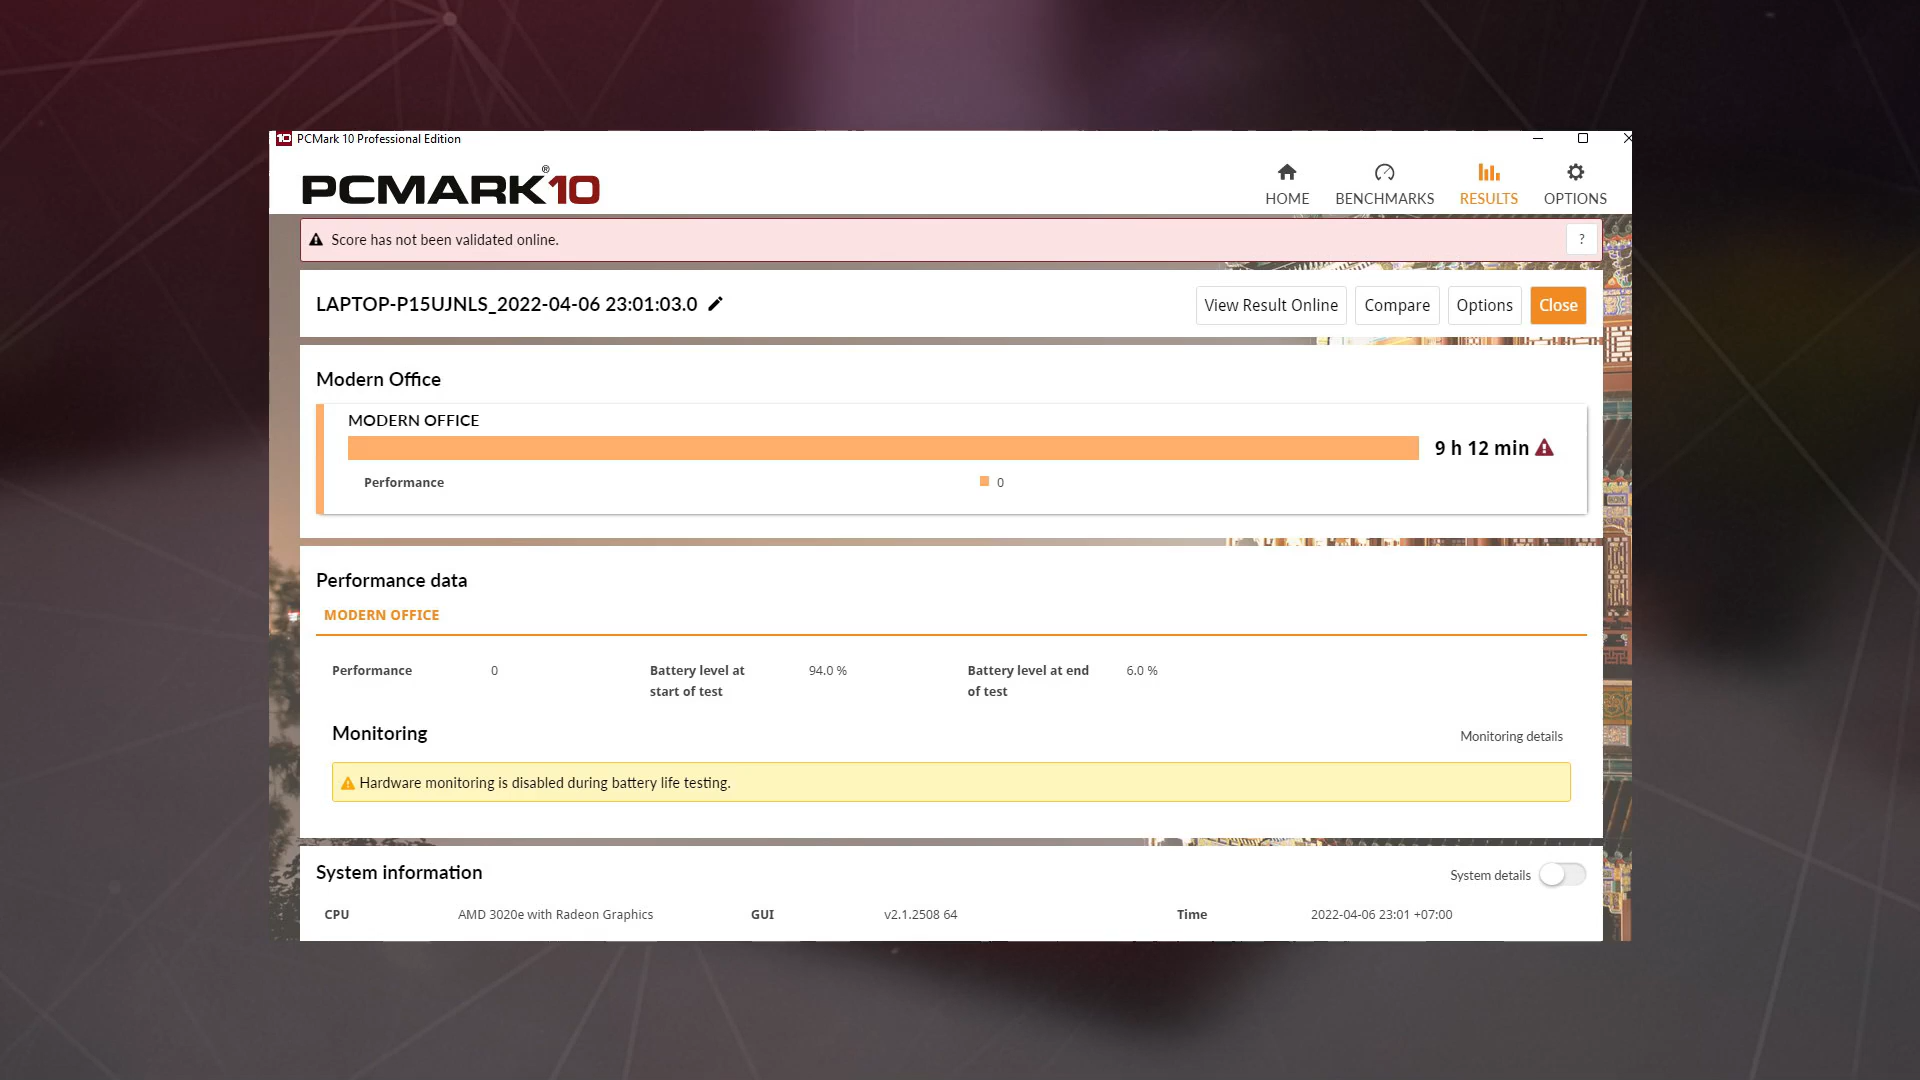 10 PCMark 10 Professional Edition
PCMARK®10
HOME BENCHMARKS RESULTS OPTIONS
Score has not been validated online. ?
LAPTOP-P15UJNLS_2022-04-06 23:01:03.0
View Result Online Compare Options Close
Modern Office
MODERN OFFICE
9 h 12 min
Performance 0
Performance data
MODERN OFFICE
Performance 0 Battery level at start of test 94.0 % Battery level at end of test 6.0 %
Monitoring
Monitoring details
Hardware monitoring is disabled during battery life testing.
System information
System details
CPU AMD 3020e with Radeon Graphics GUI v2.1.2508 64 Time 2022-04-06 23:01 +07:00